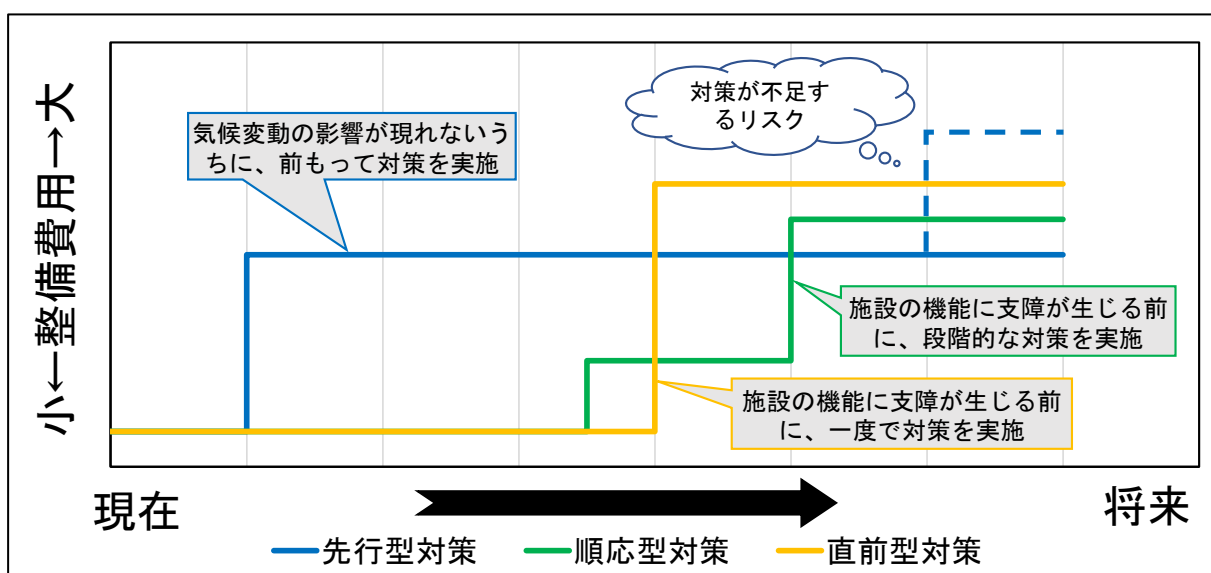 小←整備費用→大
気候変動の影響が現れないう
ちに、前もって対策を実施
対策が不足す
るリスク
施設の機能に支障が生じる前
に、段階的な対策を実施
施設の機能に支障が生じる前
に、一度で対策を実施
現在
将来
先行型対策
順応型対策
直前型対策